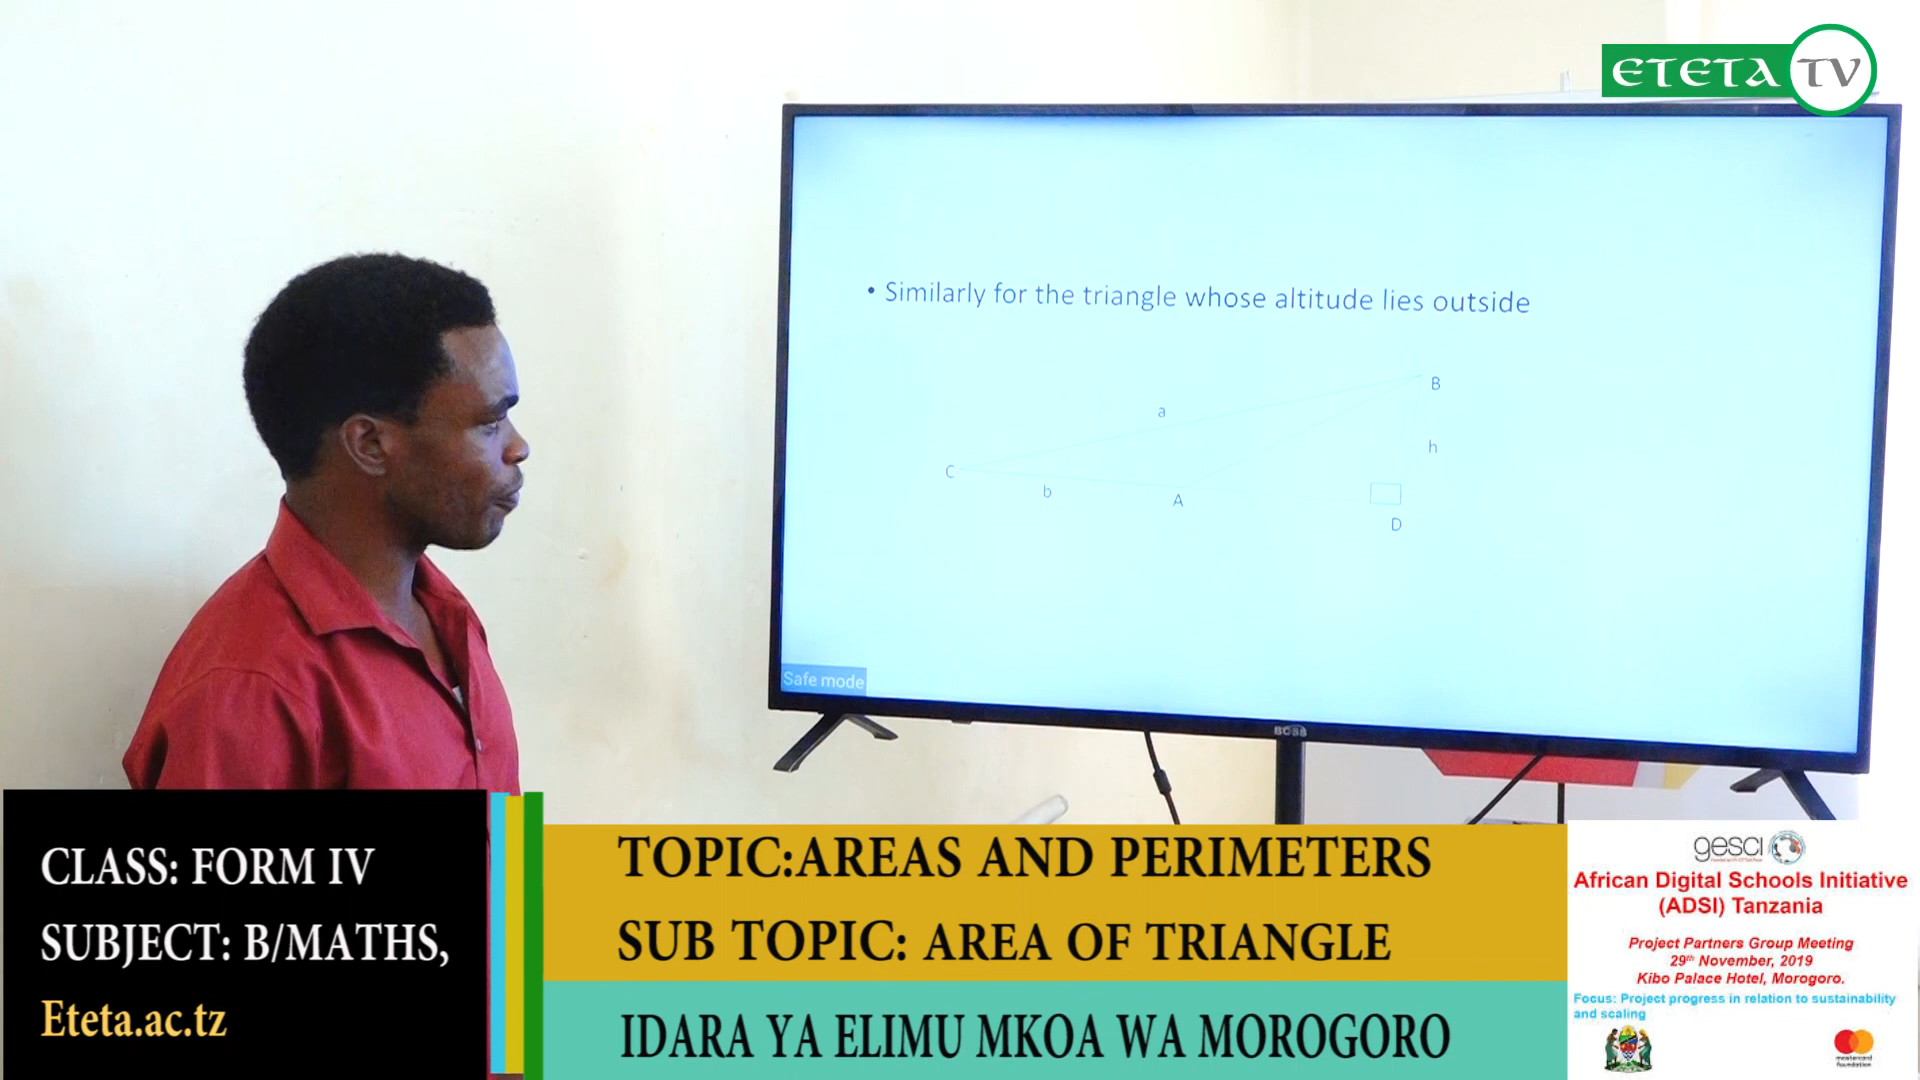 ETETA TV
• Similarly for the triangle whose altitude lies outside
B
a
h
C
b
A
D
Safe mode
BOSS
CLASS: FORM IV
SUBJECT: B/MATHS,
Eteta.ac.tz
TOPIC:AREAS AND PERIMETERS
SUB TOPIC: AREA OF TRIANGLE
IDARA YA ELIMU MKOA WA MOROGORO
gesci
African Digital Schools Initiative
(ADSI) Tanzania
Project Partners Group Meeting
29th November, 2019
Kibo Palace Hotel, Morogoro.
Focus: Project progress in relation to sustainability
and scaling
mastercard
foundation